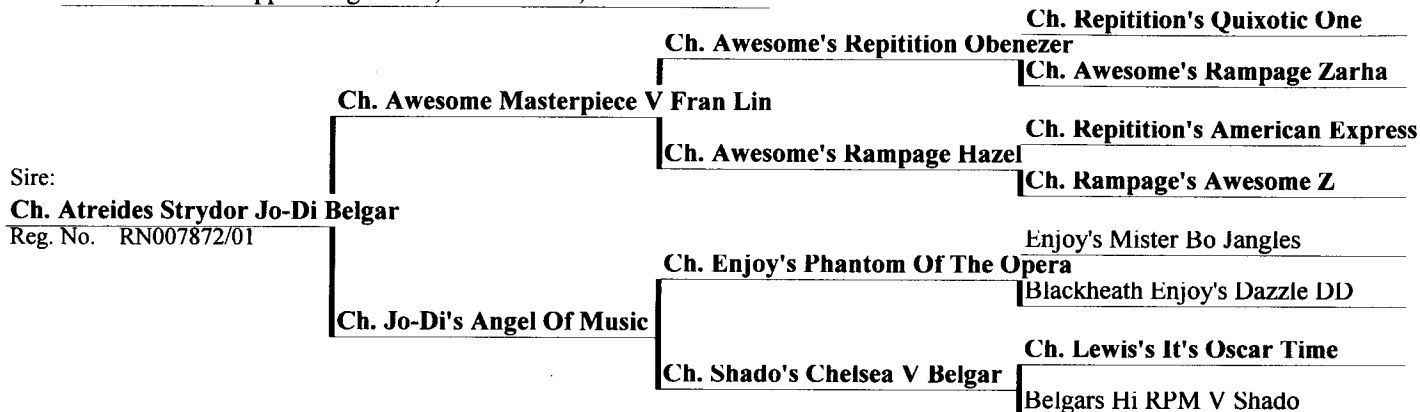 Ch. Repitition's Quixotic One
Ch. Awesome's Repitition Obenezer
Ch. Awesome's Rampage Zarha
Ch. Awesome Masterpiece V Fran Lin
Ch. Repitition's American Express
Ch. Awesome's Rampage Hazel
Ch. Rampage's Awesome Z
Sire:
Ch. Atreides Strydor Jo-Di Belgar
Reg. No. RN007872/01
Enjoy's Mister Bo Jangles
Ch. Enjoy's Phantom Of The Opera
Blackheath Enjoy's Dazzle DD
Ch. Jo-Di's Angel Of Music
Ch. Lewis's It's Oscar Time
Ch. Shado's Chelsea V Belgar
Belgars Hi RPM V Shado